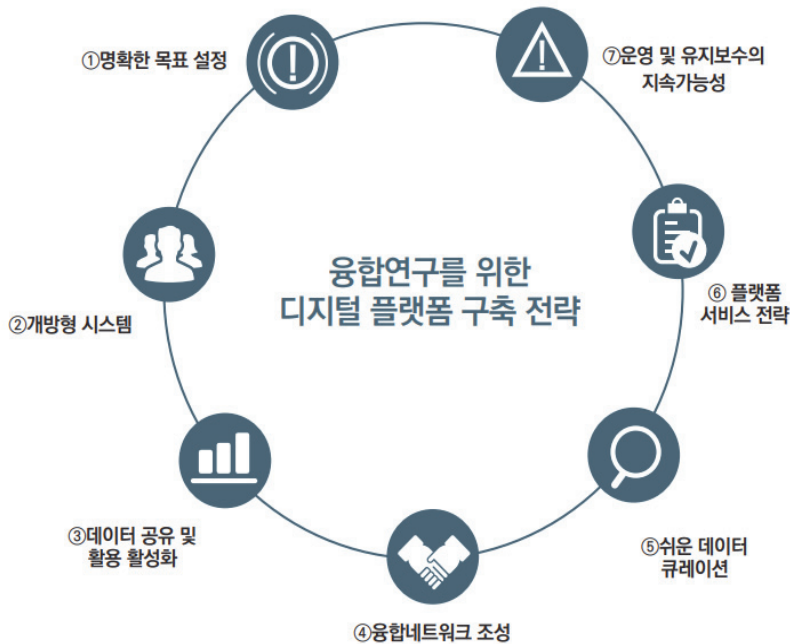 ①명확한 목표 설정
⑦운영 및 유지보수의
지속가능성
융합연구를 위한
디지털 플랫폼 구축 전략
②개방형 시스템
⑥ 플랫폼
서비스 전략
③데이터 공유 및
활용 활성화
⑤쉬운 데이터
큐레이션
④융합네트워크 조성